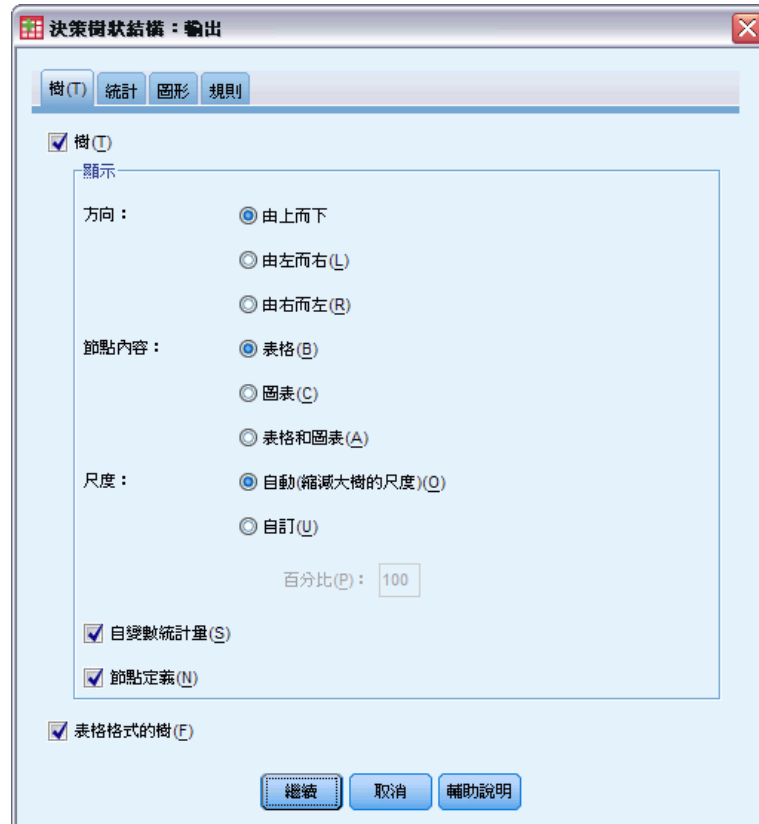 決策樹狀結構：輸出
樹(T) 統計 圖形 規則
樹(T)
顯示
方向： 由上而下
由左而右(L)
由右而左(R)
節點內容： 表格(B)
圖表(C)
表格和圖表(A)
尺度： 自動(縮減大樹的尺度)(O)
自訂(U)
百分比(P)： 100
自變數統計量(S)
節點定義(N)
表格格式的樹(F)
繼續 取消 輔助說明